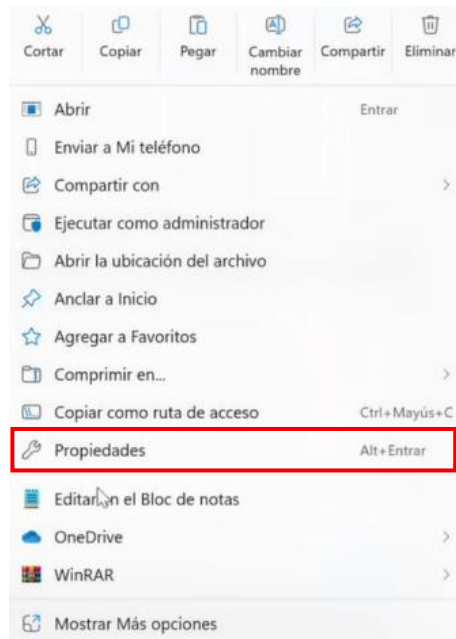 Cortar Copiar Pegar Cambiar nombre Compartir Eliminar
Abrir Entrar
Enviar a Mi teléfono
Compartir con
Ejecutar como administrador
Abrir la ubicación del archivo
Anclar a Inicio
Agregar a Favoritos
Comprimir en...
Copiar como ruta de acceso Ctrl+Mayús+C
Propiedades Alt+Entrar
Editar en el Bloc de notas
OneDrive
WinRAR
Mostrar Más opciones